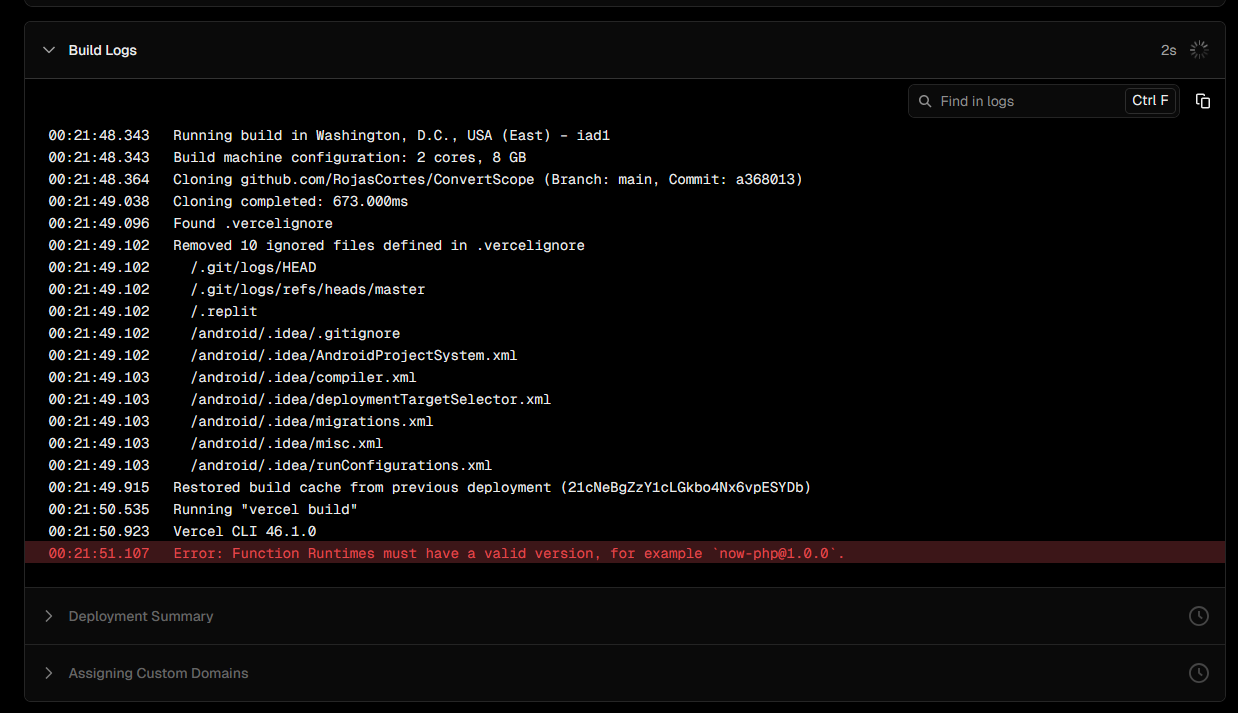 Build Logs 2s
Find in logs Ctrl F
00:21:48.343 Running build in Washington, D.C., USA (East) – iad1
00:21:48.343 Build machine configuration: 2 cores, 8 GB
00:21:48.364 Cloning github.com/RojasCortes/ConvertScope (Branch: main, Commit: a368013)
00:21:49.038 Cloning completed: 673.000ms
00:21:49.096 Found .vercelignore
00:21:49.102 Removed 10 ignored files defined in .vercelignore
00:21:49.102 /.git/logs/HEAD
00:21:49.102 /.git/logs/refs/heads/master
00:21:49.102 /.replit
00:21:49.102 /android/.idea/.gitignore
00:21:49.102 /android/.idea/AndroidProjectSystem.xml
00:21:49.103 /android/.idea/compiler.xml
00:21:49.103 /android/.idea/deploymentTargetSelector.xml
00:21:49.103 /android/.idea/migrations.xml
00:21:49.103 /android/.idea/misc.xml
00:21:49.103 /android/.idea/runConfigurations.xml
00:21:49.915 Restored build cache from previous deployment (21cNeBgZzY1cLGkbo4Nx6vpESYDb)
00:21:50.535 Running "vercel build"
00:21:50.923 Vercel CLI 46.1.0
00:21:51.107 Error: Function Runtimes must have a valid version, for example `now-php@1.0.0`.
Deployment Summary
Assigning Custom Domains